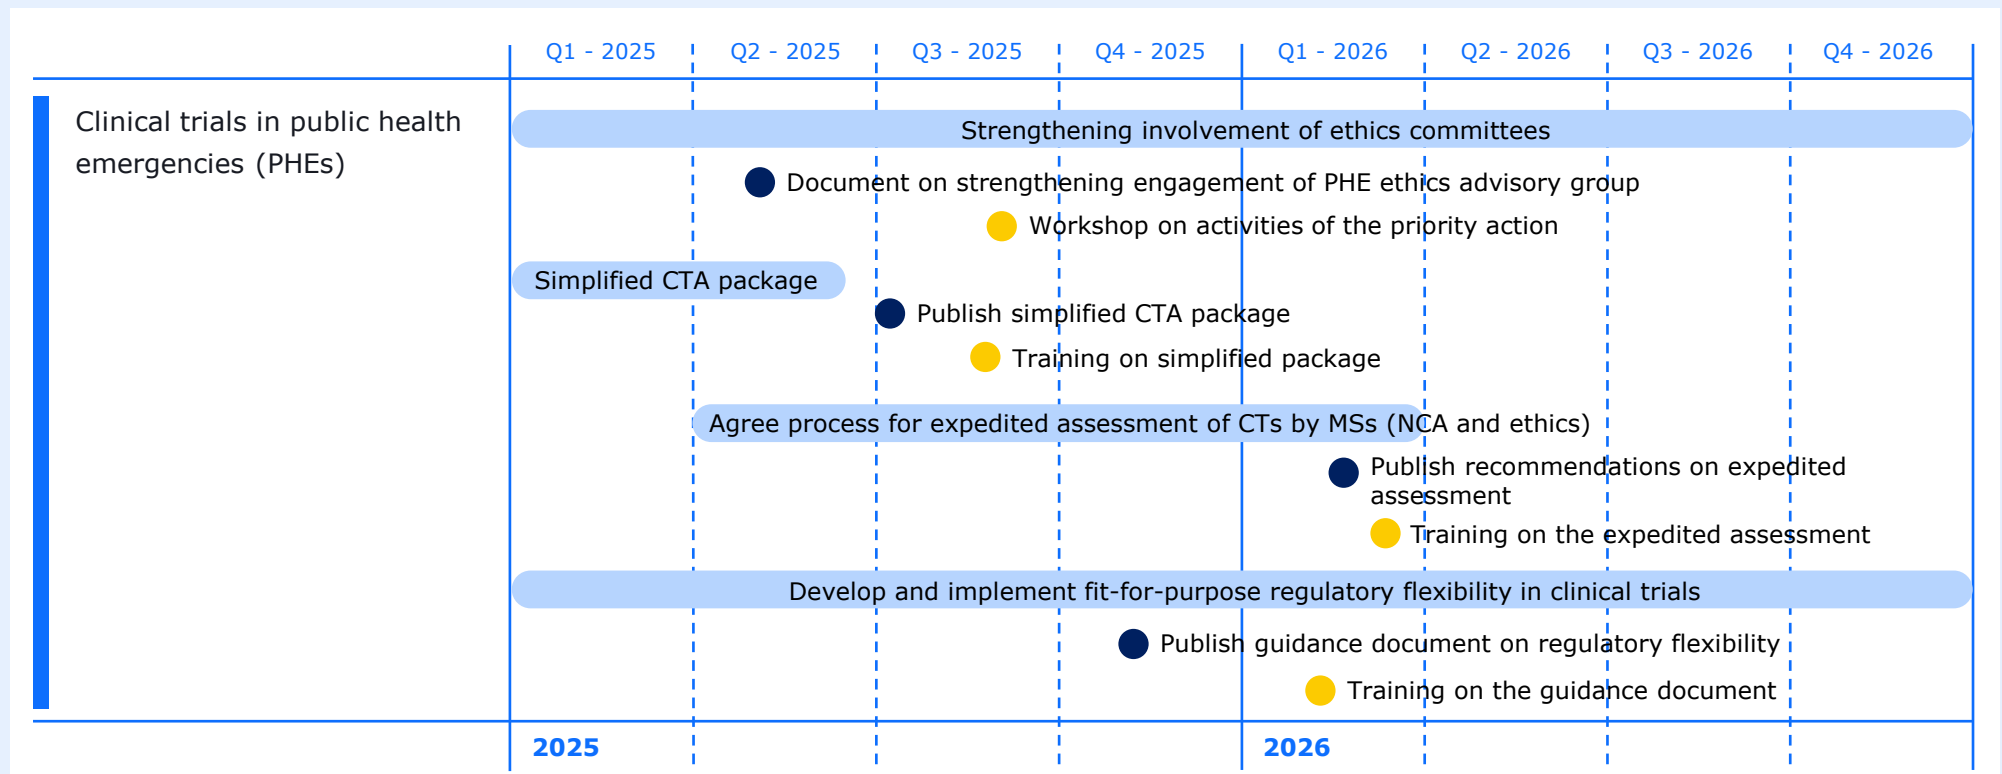 Q1 - 2025
Q2 - 2025
Q3 - 2025
Q4 - 2025
Q1 - 2026
Q2 - 2026
Q3 - 2026
Q4 - 2026
Clinical trials in public health
emergencies (PHEs)
Strengthening involvement of ethics committees
Document on strengthening engagement of PHE ethics advisory group
Workshop on activities of the priority action
Simplified CTA package
Publish simplified CTA package
Training on simplified package
Agree process for expedited assessment of CTs by MSs (NCA and ethics)
Publish recommendations on expedited
assessment
Training on the expedited assessment
Develop and implement fit-for-purpose regulatory flexibility in clinical trials
Publish guidance document on regulatory flexibility
Training on the guidance document
2025
2026